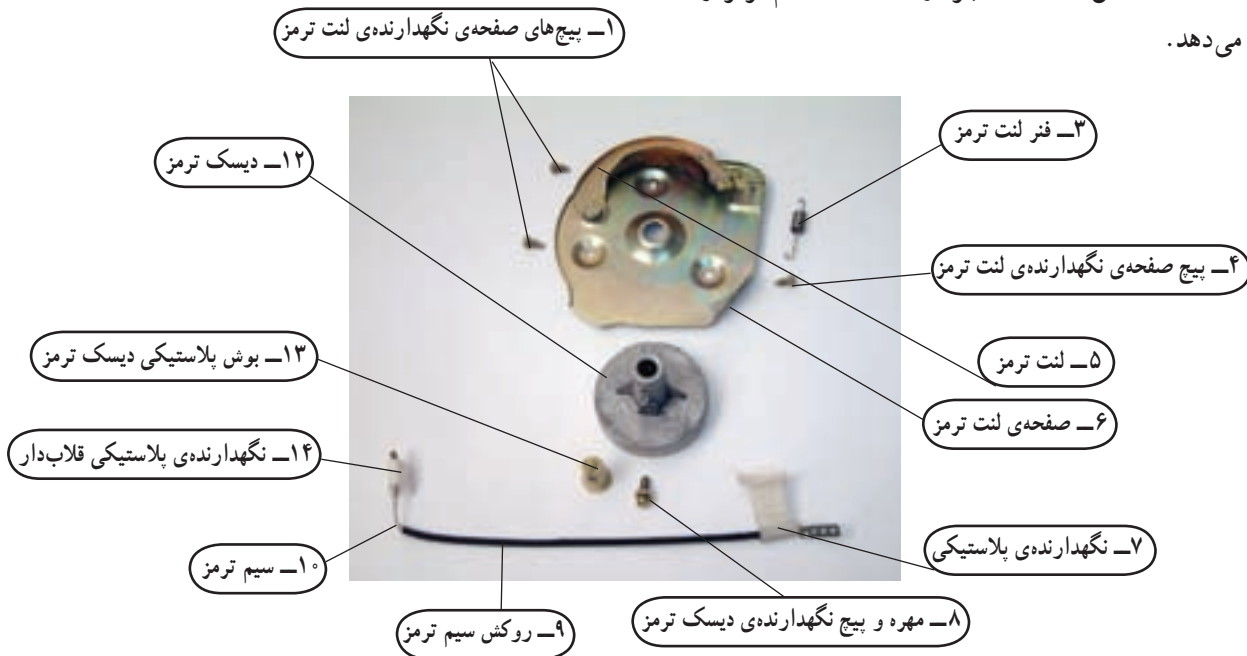 می‌دهد.
۱ــ پیچ‌های صفحه‌ی نگهدارنده‌ی لنت ترمز
۳ــ فنر لنت ترمز
۱۲ــ دیسک ترمز
۴ــ پیچ صفحه‌ی نگهدارنده‌ی لنت ترمز
۱۳ــ بوش پلاستیکی دیسک ترمز
۵ــ لنت ترمز
۶ــ صفحه‌ی لنت ترمز
۱۴ــ نگهدارنده‌ی پلاستیکی قلاب‌دار
۷ــ نگهدارنده‌ی پلاستیکی
۱۰ــ سیم ترمز
۸ــ مهره و پیچ نگهدارنده‌ی دیسک ترمز
۹ــ روکش سیم ترمز